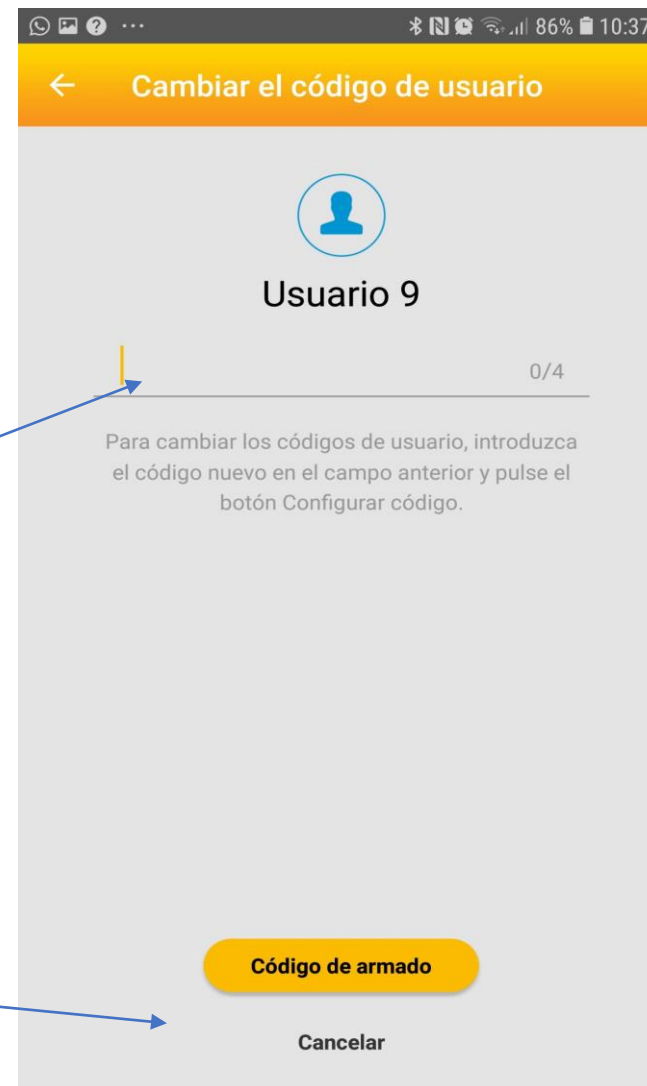 86% 10:37
Cambiar el código de usuario
Usuario 9
0/4
Para cambiar los códigos de usuario, introduzca
el código nuevo en el campo anterior y pulse el
botón Configurar código.
Código de armado
Cancelar